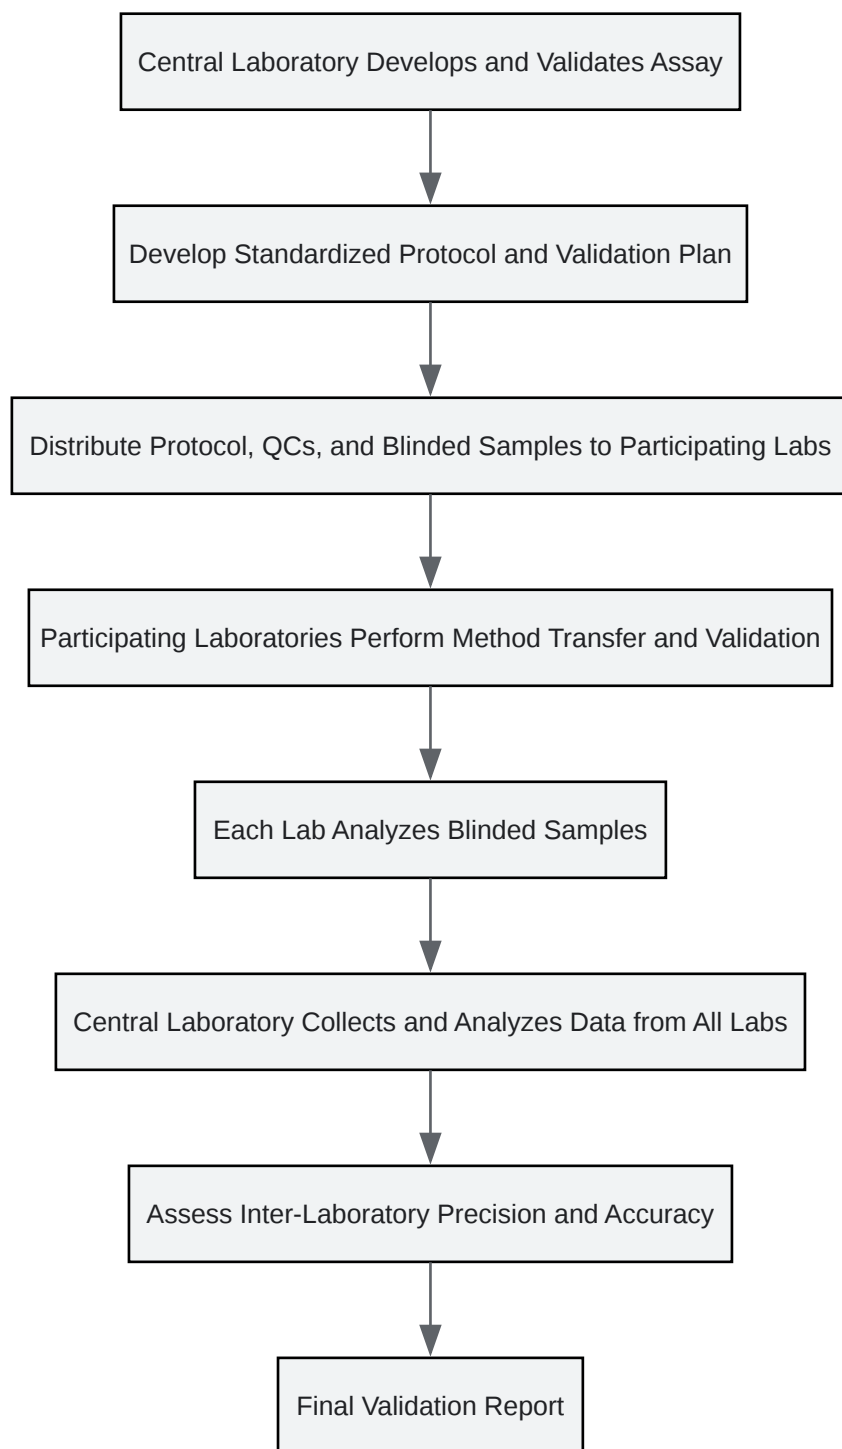 Central Laboratory Develops and Validates Assay
Develop Standardized Protocol and Validation Plan
Distribute Protocol, QCs, and Blinded Samples to Participating Labs
Participating Laboratories Perform Method Transfer and Validation
Each Lab Analyzes Blinded Samples
Central Laboratory Collects and Analyzes Data from All Labs
Assess Inter-Laboratory Precision and Accuracy
Final Validation Report